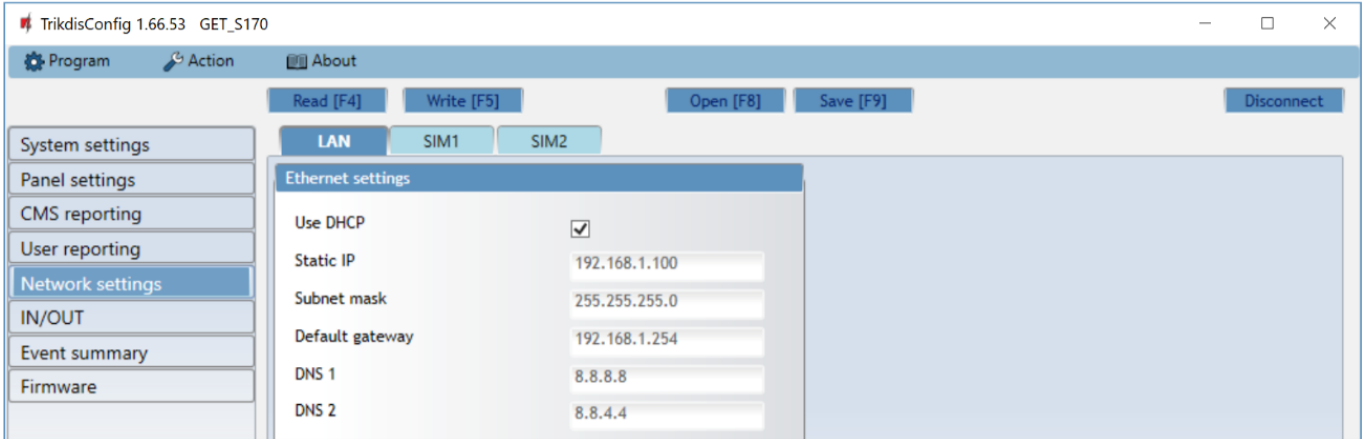 TrikdisConfig 1.66.53 GET_S170
Program Action About
Read [F4] Write [F5] Open [F8] Save [F9] Disconnect
System settings
Panel settings
CMS reporting
User reporting
Network settings
IN/OUT
Event summary
Firmware
LAN SIM1 SIM2
Ethernet settings
Use DHCP
Static IP 192.168.1.100
Subnet mask 255.255.255.0
Default gateway 192.168.1.254
DNS 1 8.8.8.8
DNS 2 8.8.4.4